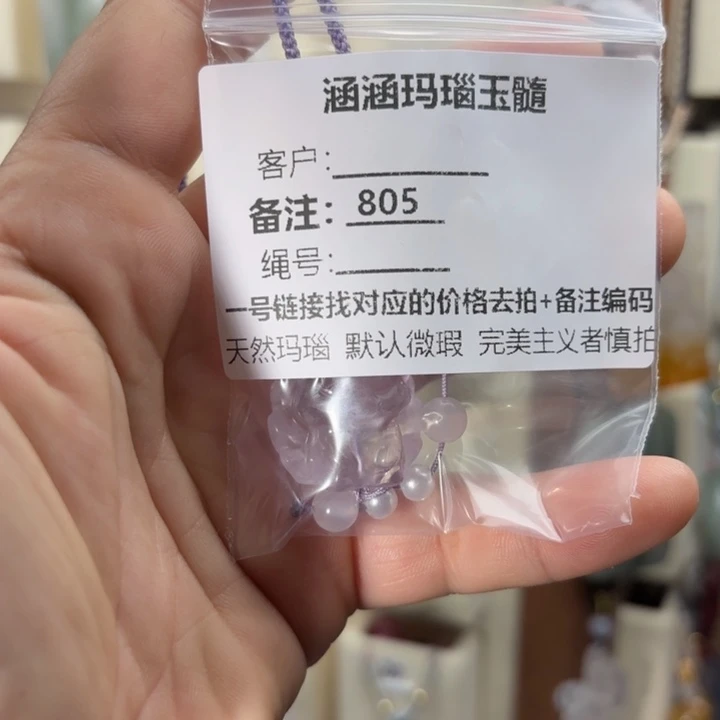 涵涵玛瑙玉髓
客户:
备注: 805
绳号:
一号链接找对应的价格去拍+备注编码
天然玛瑙 默认微瑕 完美主义者慎拍